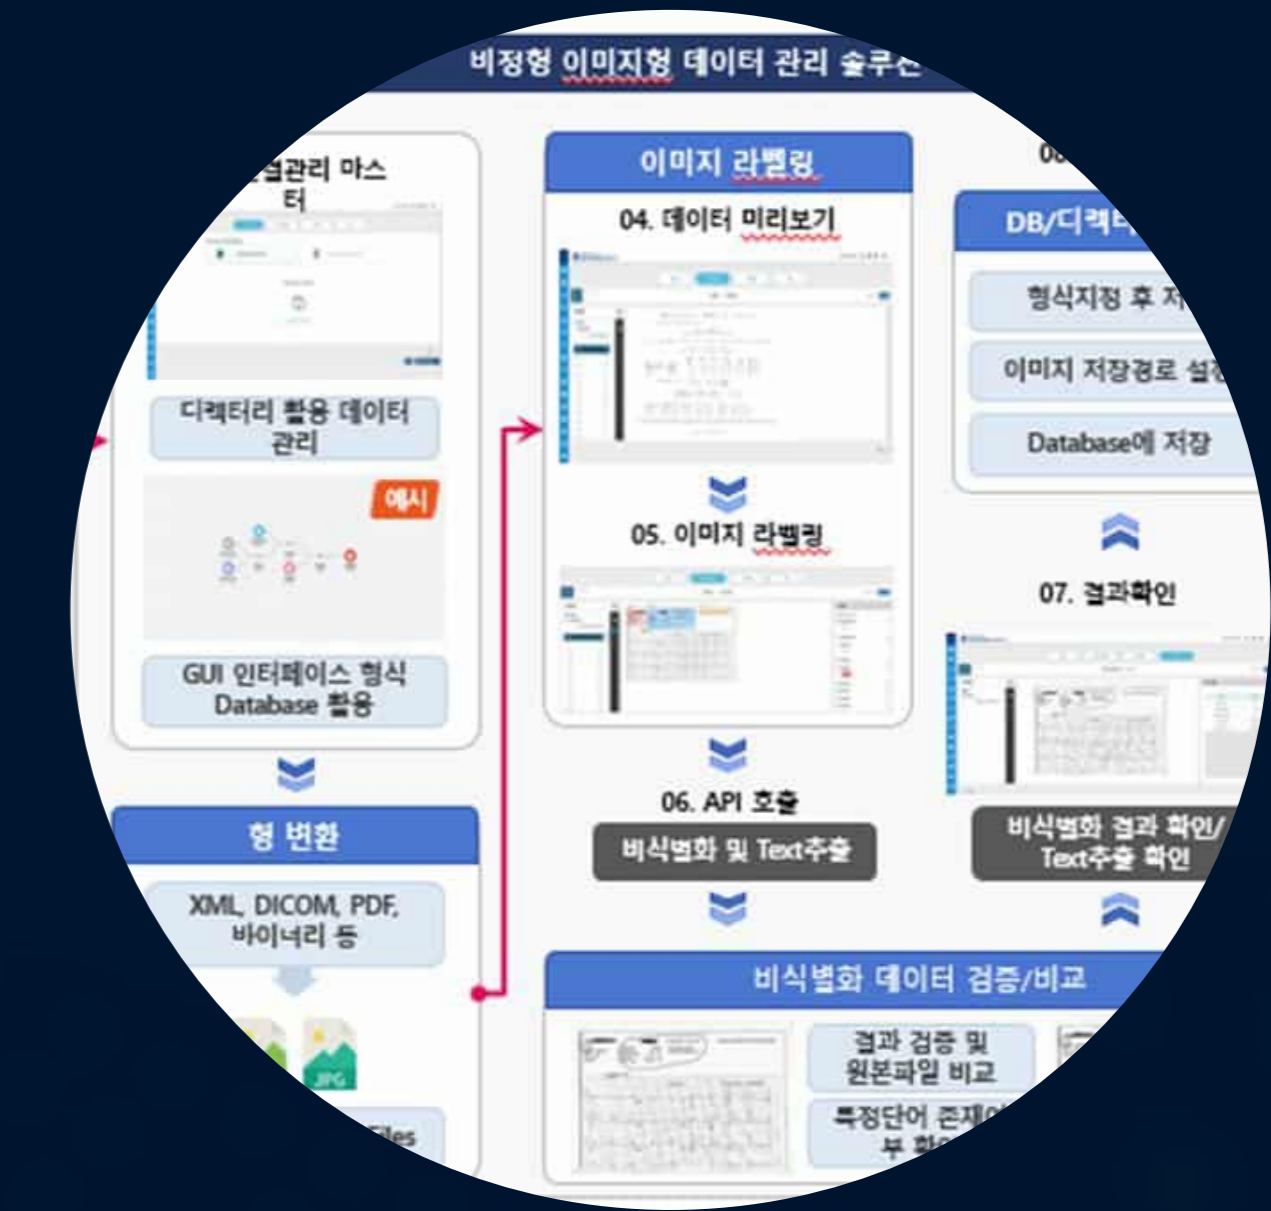 비정형 이미지형 데이터 관리 솔루션
연결관리 마스
터
디렉터리 활용 데이터
관리
예시
GUI 인터페이스 형식
Database 활용
형 변환
XML, DICOM, PDF,
바이너리 등
JPG
Files
이미지 라벨링
04. 데이터 미리보기
05. 이미지 라벨링
06. API 호출
비식별화 및 Text추출
비식별화 데이터 검증/비교
결과 검증 및
원본파일 비교
특정단어 존재여
부 확인
DB/디렉터
형식지정 후 저
이미지 저장경로 설정
Database에 저장
07. 결과확인
비식별화 결과 확인/
Text추출 확인